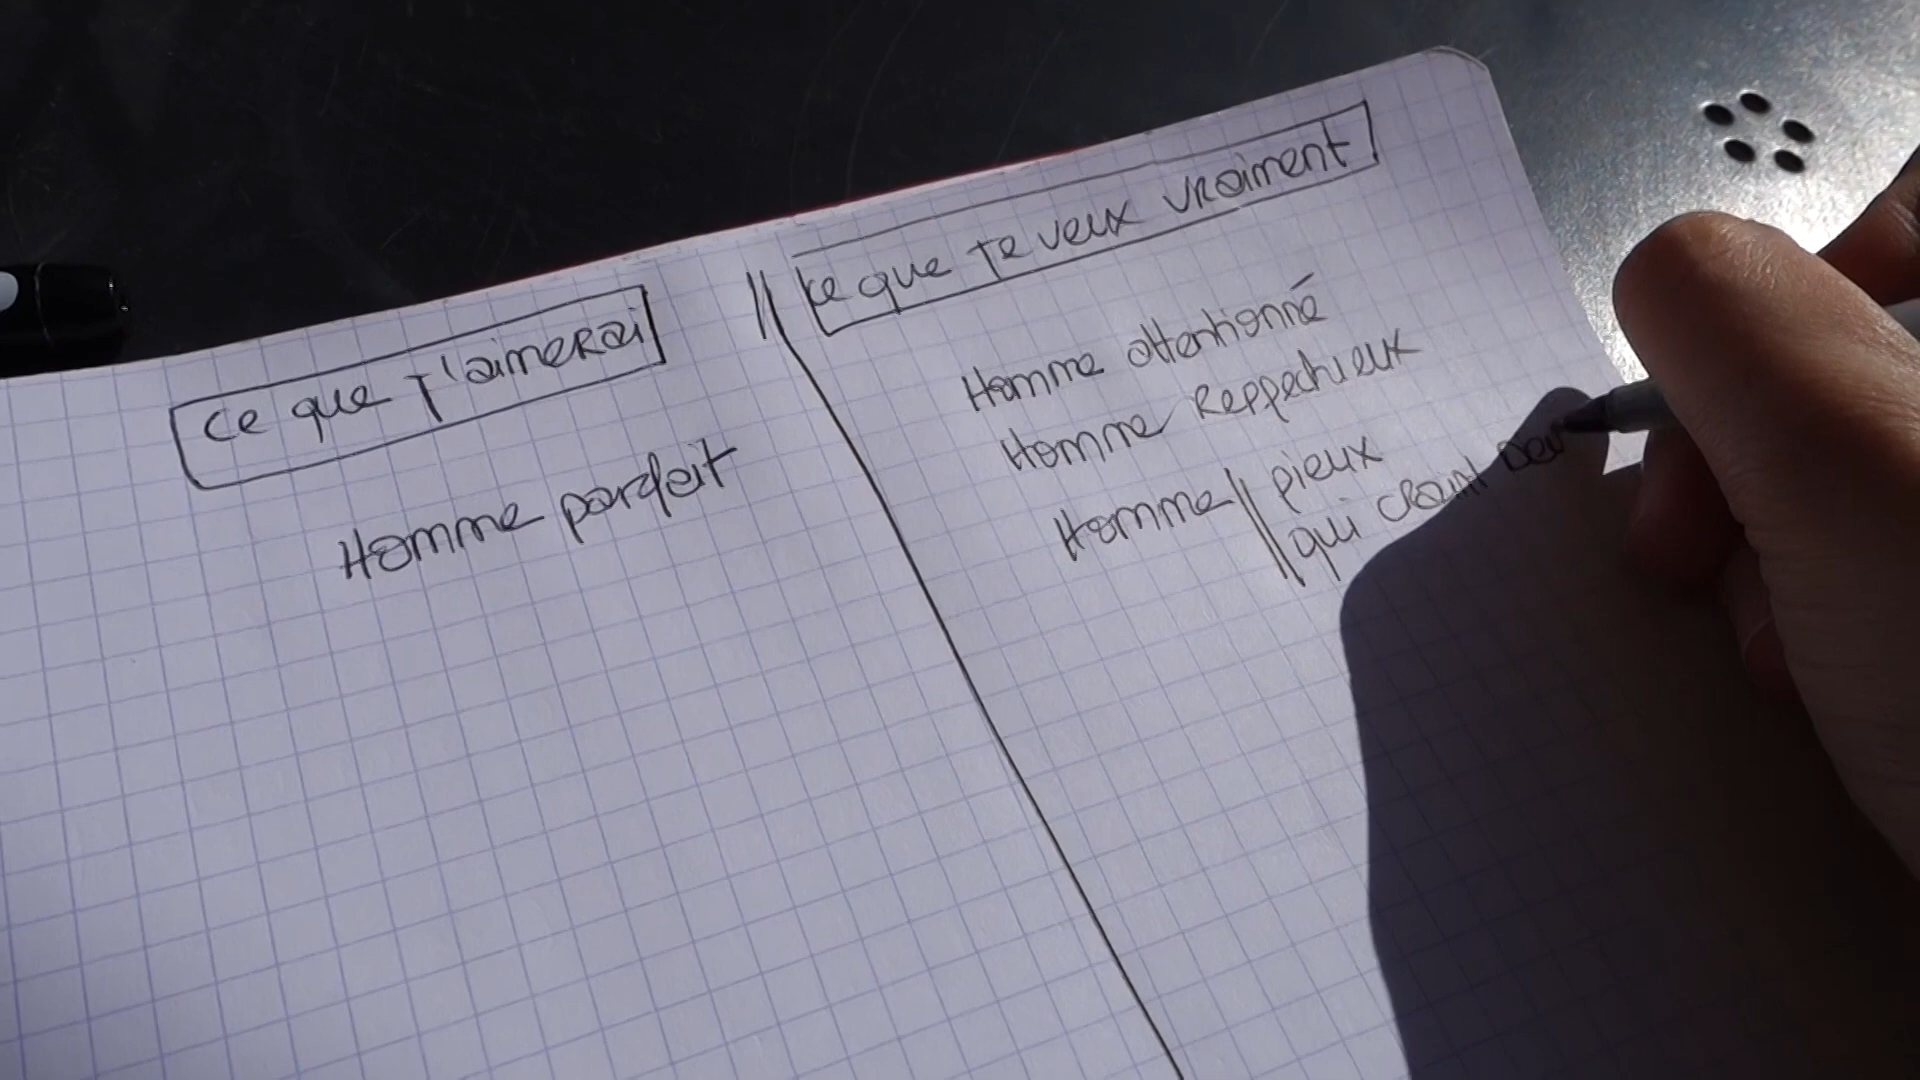 ce que J'aimerai
Homme parfait
ce que Je veux vraiment
Homme attentionné
Homme Reppectueux
Homme pieux
qui craint